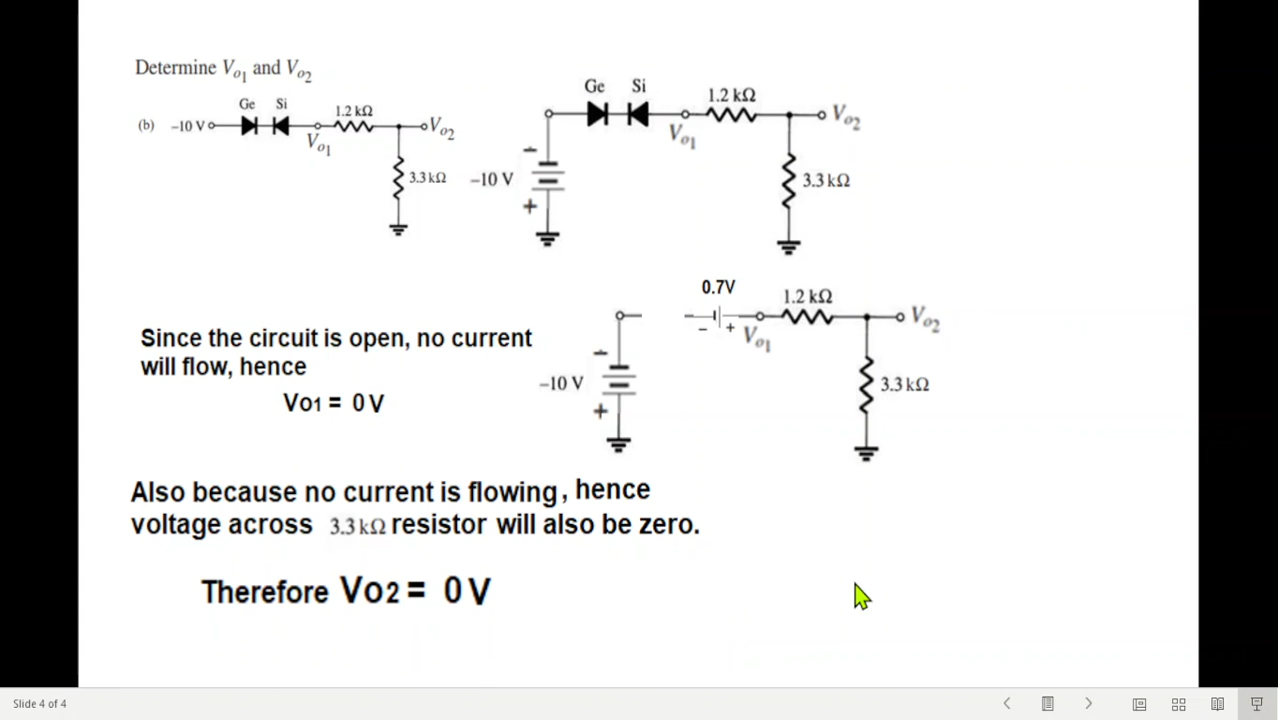 Determine Vo1 and Vo2
Ge Si
1.2 kΩ
(b) −10 V
Vo1
Vo2
3.3 kΩ
Ge Si
1.2 kΩ
Vo1
Vo2
−
−10 V
+
3.3 kΩ
0.7V
− +
1.2 kΩ
Vo1
Vo2
−
−10 V
+
3.3 kΩ
Since the circuit is open, no current
will flow, hence
Vo1 = 0V
Also because no current is flowing, hence
voltage across 3.3 kΩ resistor will also be zero.
Therefore Vo2 = 0V
Slide 4 of 4